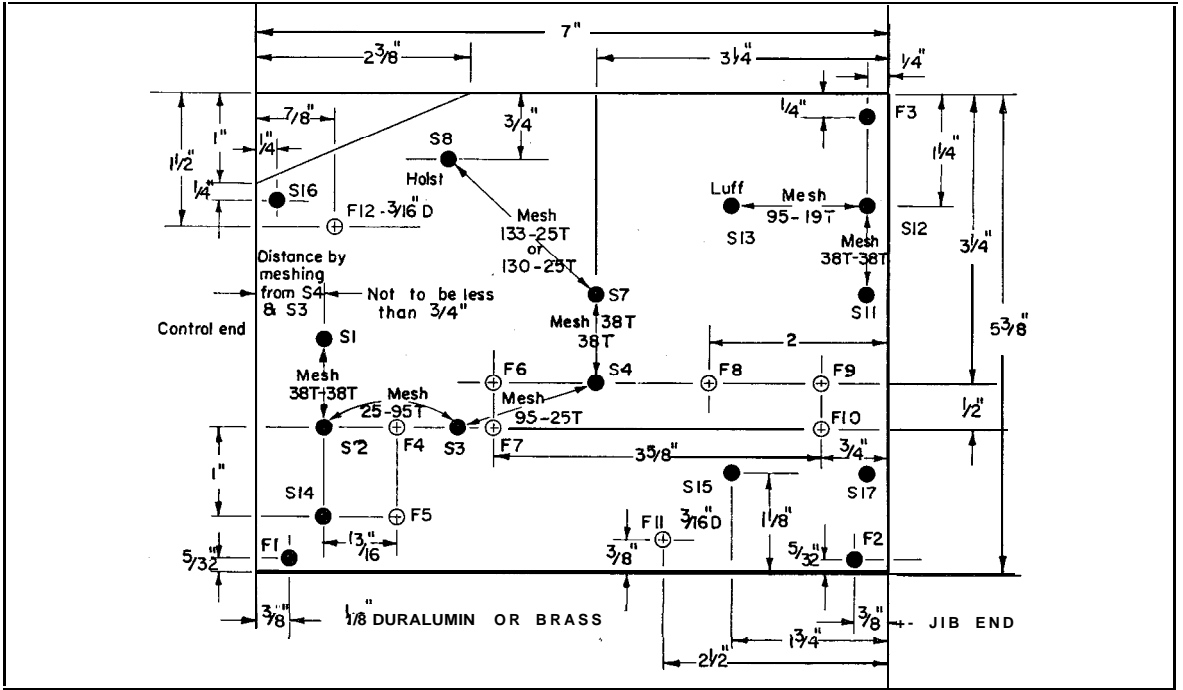 7"
2 3/8"
3 1/4"
1/4"
7/8"
3/4"
1/4"
F3
1"
1/4"
1 1/2"
1 1/4"
S8
Holst
1/4"
S16
F12 - 3/16" D
Luff
Mesh
95-19T
S13
S12
Mesh
133-25T
or
130-25T
Mesh
38T-38T
3 1/4"
Distance by
meshing
from S4
& S3
Not to be less
than 3/4"
S7
S11
Control end
S1
Mesh 38T
38T
5 3/8"
2
Mesh
38T-38T
F6
S4
F8
F9
Mesh
25-95T
Mesh
95-25T
1/2"
S2
F4
S3
F7
F10
3 5/8"
3/4"
1"
S14
S15
S17
F5
F11
3/16" D
1 1/8"
1 3/16"
F1
5/32"
3/8"
5/32"
F2
3/8"
1/8" DURALUMIN OR BRASS
3/8"
+- JIB END
1 3/4"
2 1/2"